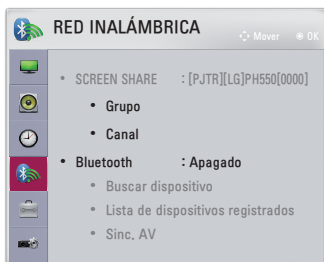 RED INALÁMBRICA
Mover
OK
• SCREEN SHARE : [PJTR][LG]PH550[0000]
• Grupo
• Canal
• Bluetooth : Apagado
• Buscar dispositivo
• Lista de dispositivos registrados
• Sinc. AV